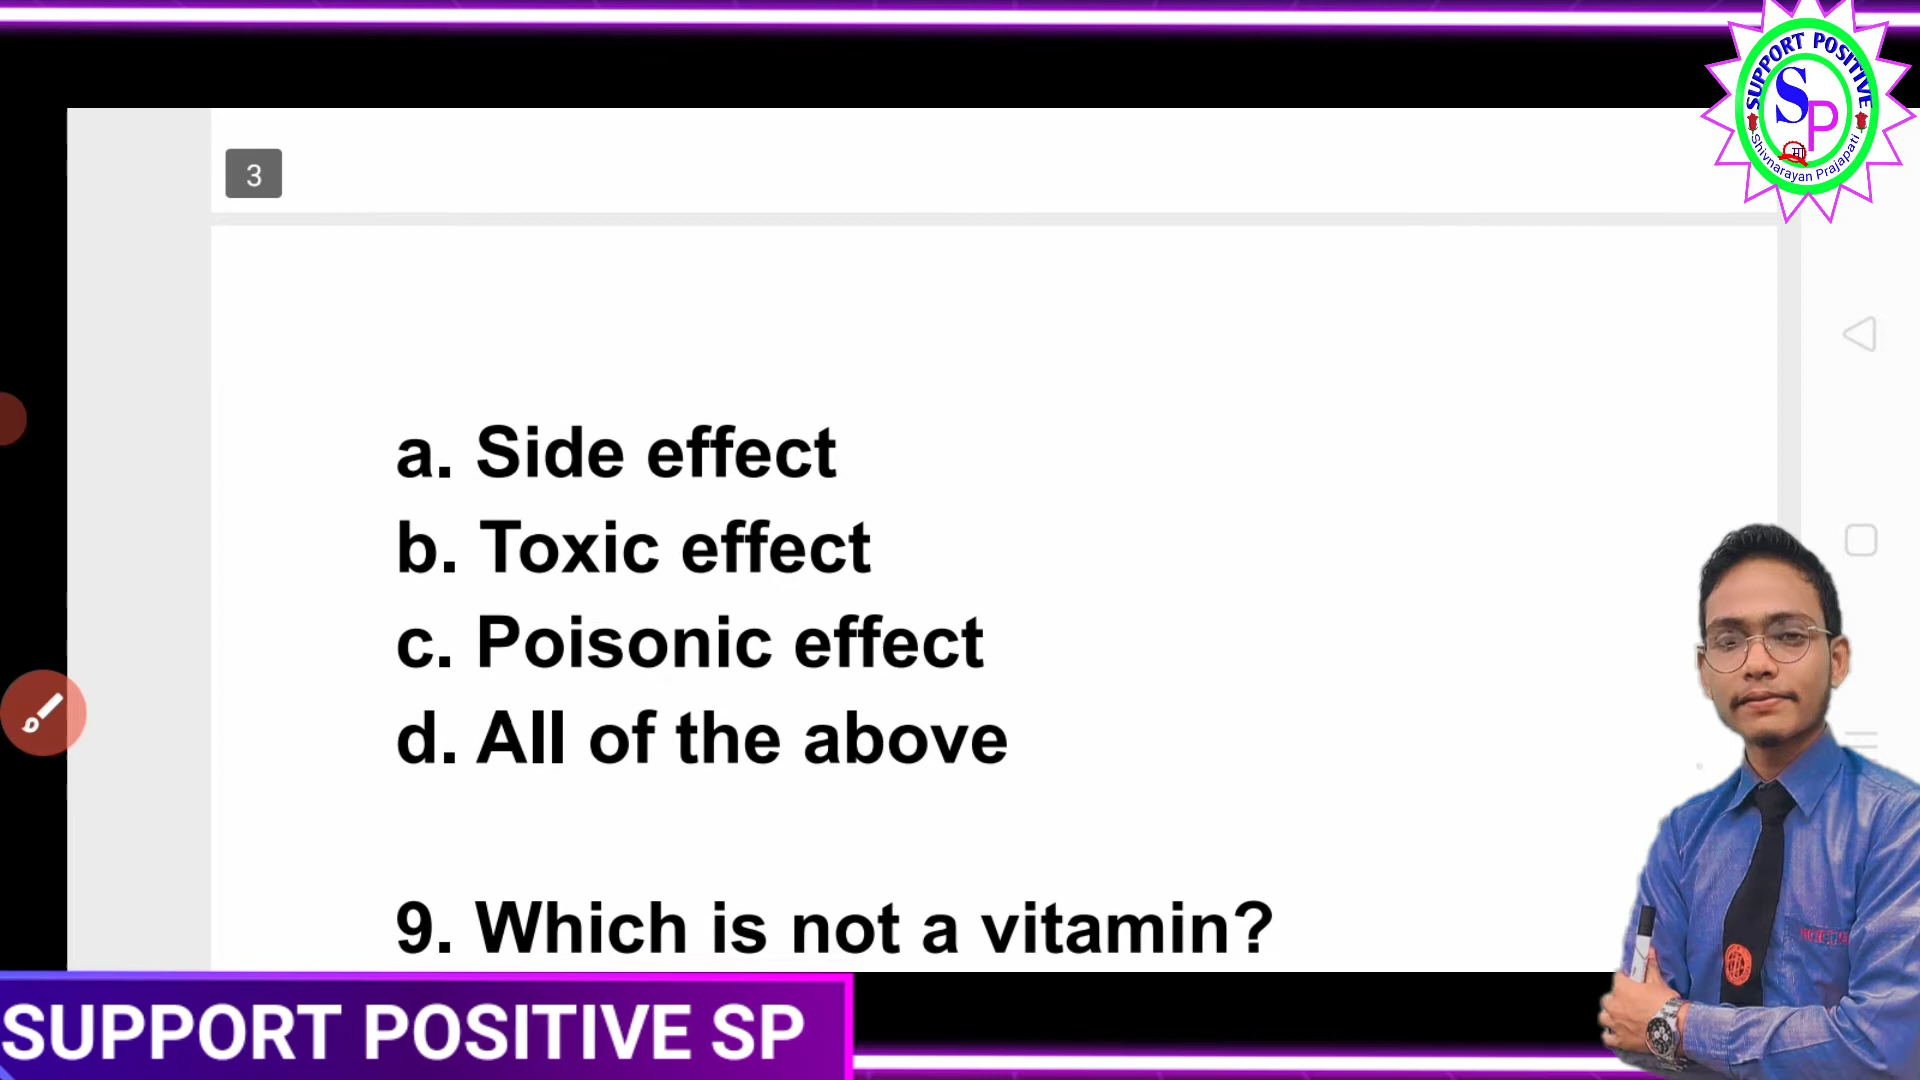 SUPPORT POSITIVE
SP
मां
Shivnarayan Prajapati
3
a. Side effect
b. Toxic effect
c. Poisonic effect
d. All of the above
9. Which is not a vitamin?
SUPPORT POSITIVE SP